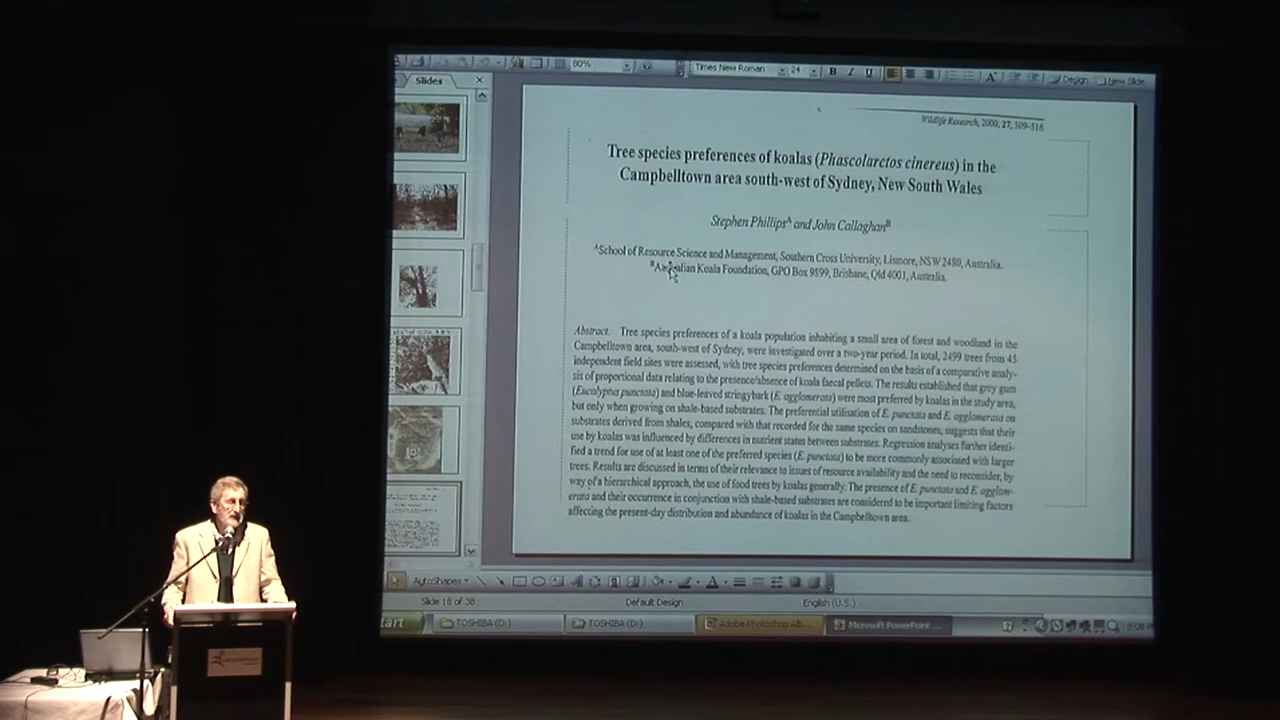 Slides
80%
Times New Roman
24
B I U
A
Design
New Slide
Wildlife Research, 2000, 27, 509–516
Tree species preferences of koalas (Phascolarctos cinereus) in the
Campbelltown area south-west of Sydney, New South Wales
Stephen Phillips^A and John Callaghan^B
^A School of Resource Science and Management, Southern Cross University, Lismore, NSW 2480, Australia.
^B Australian Koala Foundation, GPO Box 9899, Brisbane, Qld 4001, Australia.
Abstract. Tree species preferences of a koala population inhabiting a small area of forest and woodland in the
Campbelltown area, south-west of Sydney, were investigated over a two-year period. In total, 2499 trees from 45
independent field sites were assessed, with tree species preferences determined on the basis of a comparative analy-
sis of proportional data relating to the presence/absence of koala faecal pellets. The results established that grey gum
(Eucalyptus punctata) and blue-leaved stringybark (E. agglomerata) were most preferred by koalas in the study area,
but only when growing on shale-based substrates. The preferential utilisation of E. punctata and E. agglomerata on
substrates derived from shales, compared with that recorded for the same species on sandstones, suggests that their
use by koalas was influenced by differences in nutrient status between substrates. Regression analyses further identi-
fied a trend for use of at least one of the preferred species (E. punctata) to be more commonly associated with larger
trees. Results are discussed in terms of their relevance to issues of resource availability and the need to reconsider, by
way of a hierarchical approach, the use of food trees by koalas generally. The presence of E. punctata and E. agglom-
erata and their occurrence in conjunction with shale-based substrates are considered to be important limiting factors
affecting the present-day distribution and abundance of koalas in the Campbelltown area.
AutoShapes
A
Slide 18 of 38
Default Design
English (U.S.)
start
TOSHIBA (D:)
TOSHIBA (D:)
Adobe Photoshop Alb...
Microsoft PowerPoint ...